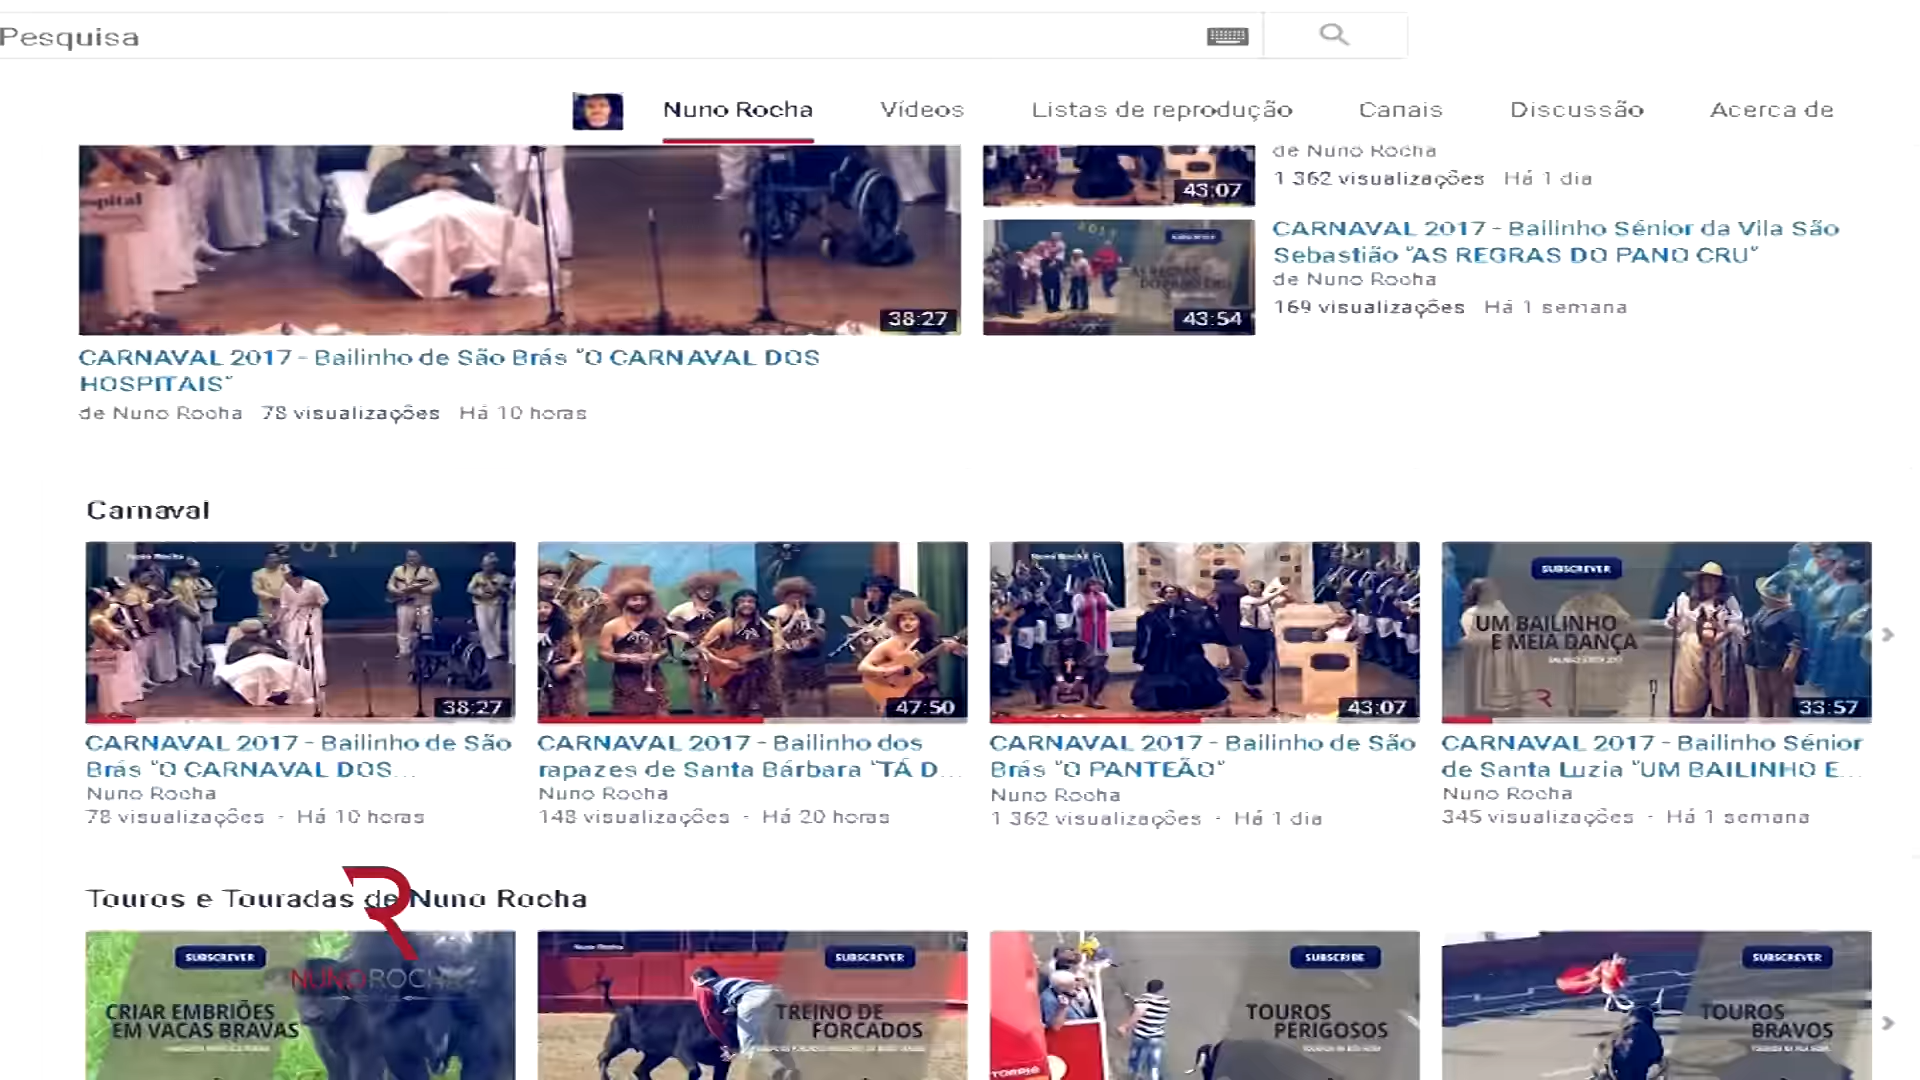 Pesquisa
Nuno Rocha
Vídeos
Listas de reprodução
Canais
Discussão
Acerca de
38:27
CARNAVAL 2017 - Bailinho de São Brás "O CARNAVAL DOS
HOSPITAIS"
de Nuno Rocha 78 visualizações Há 10 horas
43:07
de Nuno Rocha
1 362 visualizações Há 1 dia
43:54
CARNAVAL 2017 - Bailinho Sénior da Vila São
Sebastião "AS REGRAS DO PANO CRU"
de Nuno Rocha
169 visualizações Há 1 semana
Carnaval
38:27
CARNAVAL 2017 - Bailinho de São
Brás "O CARNAVAL DOS...
Nuno Rocha
78 visualizações - Há 10 horas
47:50
CARNAVAL 2017 - Bailinho dos
rapazes de Santa Bárbara "TÁ D...
Nuno Rocha
148 visualizações - Há 20 horas
Nuno Rocha
43:07
CARNAVAL 2017 - Bailinho de São
Brás "O PANTEÃO"
Nuno Rocha
1 362 visualizações - Há 1 dia
SUBSCREVER
UM BAILINHO
E MEIA DANÇA
33:57
CARNAVAL 2017 - Bailinho Sénior
de Santa Luzia "UM BAILINHO E...
Nuno Rocha
345 visualizações - Há 1 semana
Touros e Touradas de Nuno Rocha
SUBSCREVER
NUNO ROCHA
CRIAR EMBRIÕES
EM VACAS BRAVAS
Nuno Rocha
SUBSCREVER
TREINO DE
FORCADOS
SUBSCRIBE
TOUROS
PERIGOSOS
SUBSCREVER
TOUROS
BRAVOS